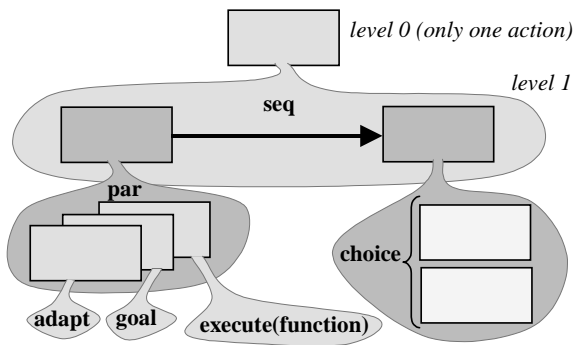 level 0 (only one action)
level 1
seq
par
choice
adapt
goal
execute(function)